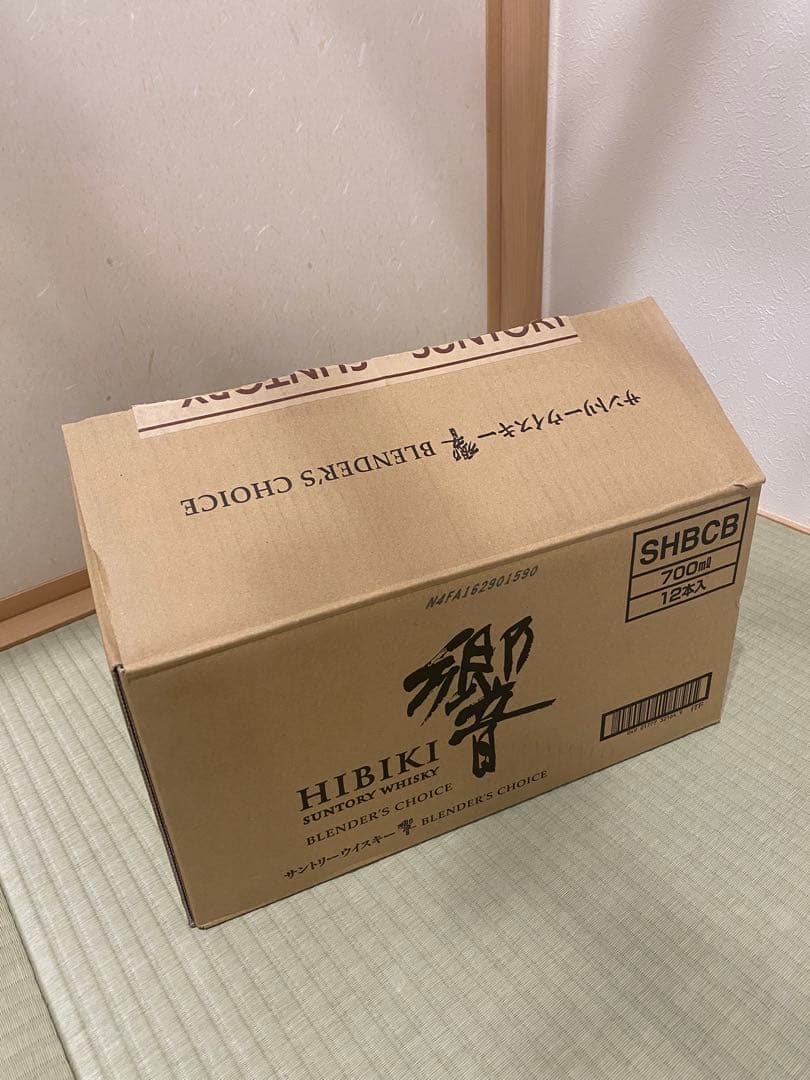 SUNTORY SUNTORY
サントリーウイスキー響 BLENDER'S CHOICE
N4FA162901590
SHBCB
700ml
12本入
響
HIBIKI
SUNTORY WHISKY
BLENDER'S CHOICE
サントリーウイスキー響 BLENDER'S CHOICE
ITF